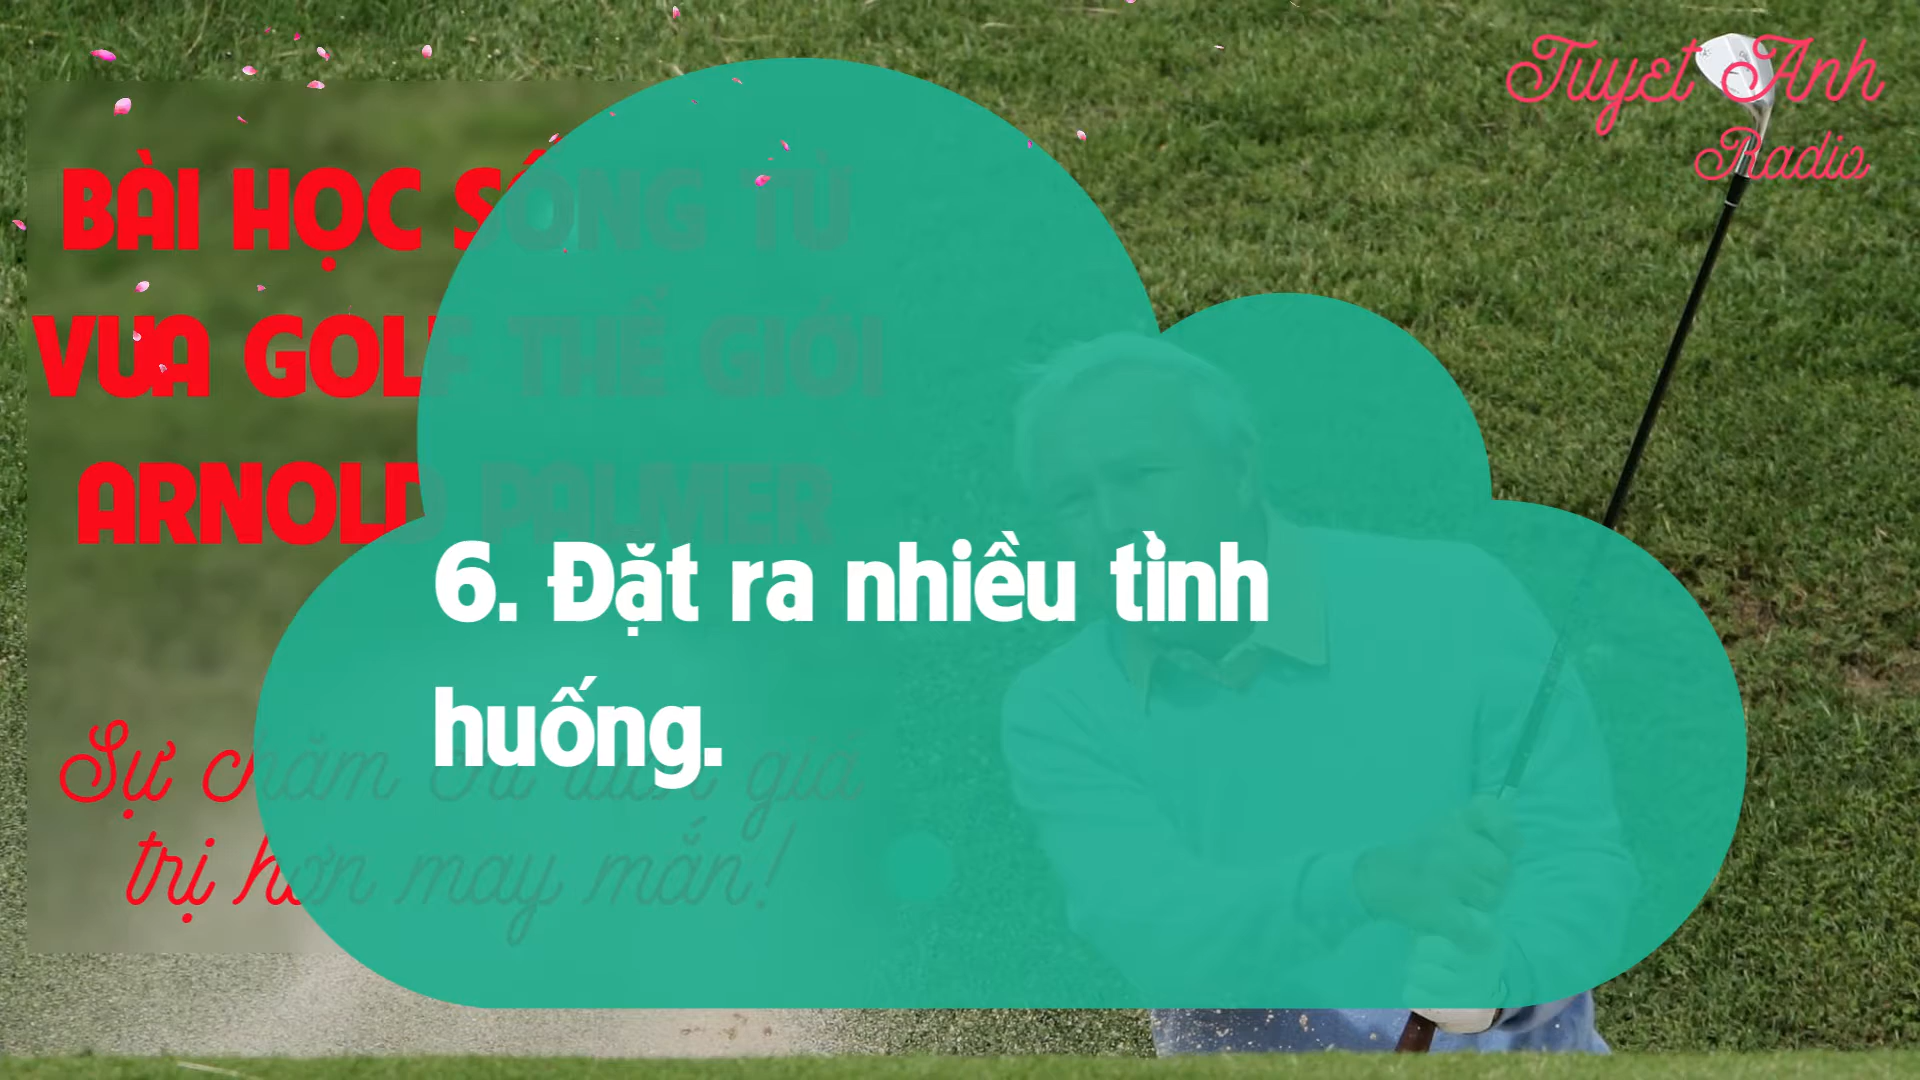 Tuyết Anh
Radio
BÀI HỌC SỐNG TỪ
VUA GOLF THẾ GIỚI
ARNOLD PALMER
6. Đặt ra nhiều tình
huống.
Sự chăm chỉ luôn giá
trị hơn may mắn!